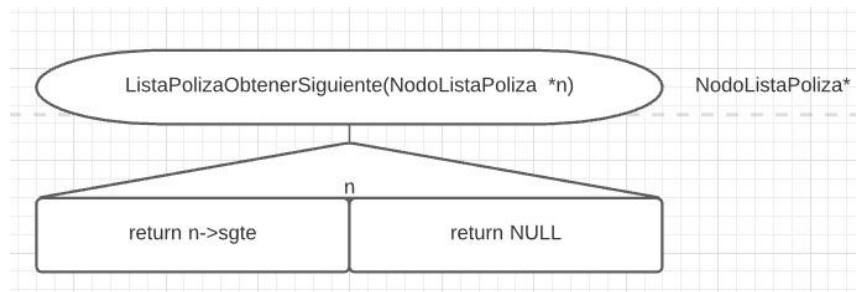 ListaPolizaObtenerSiguiente(NodoListaPoliza *n) NodoListaPoliza*
n
return n->sgte return NULL